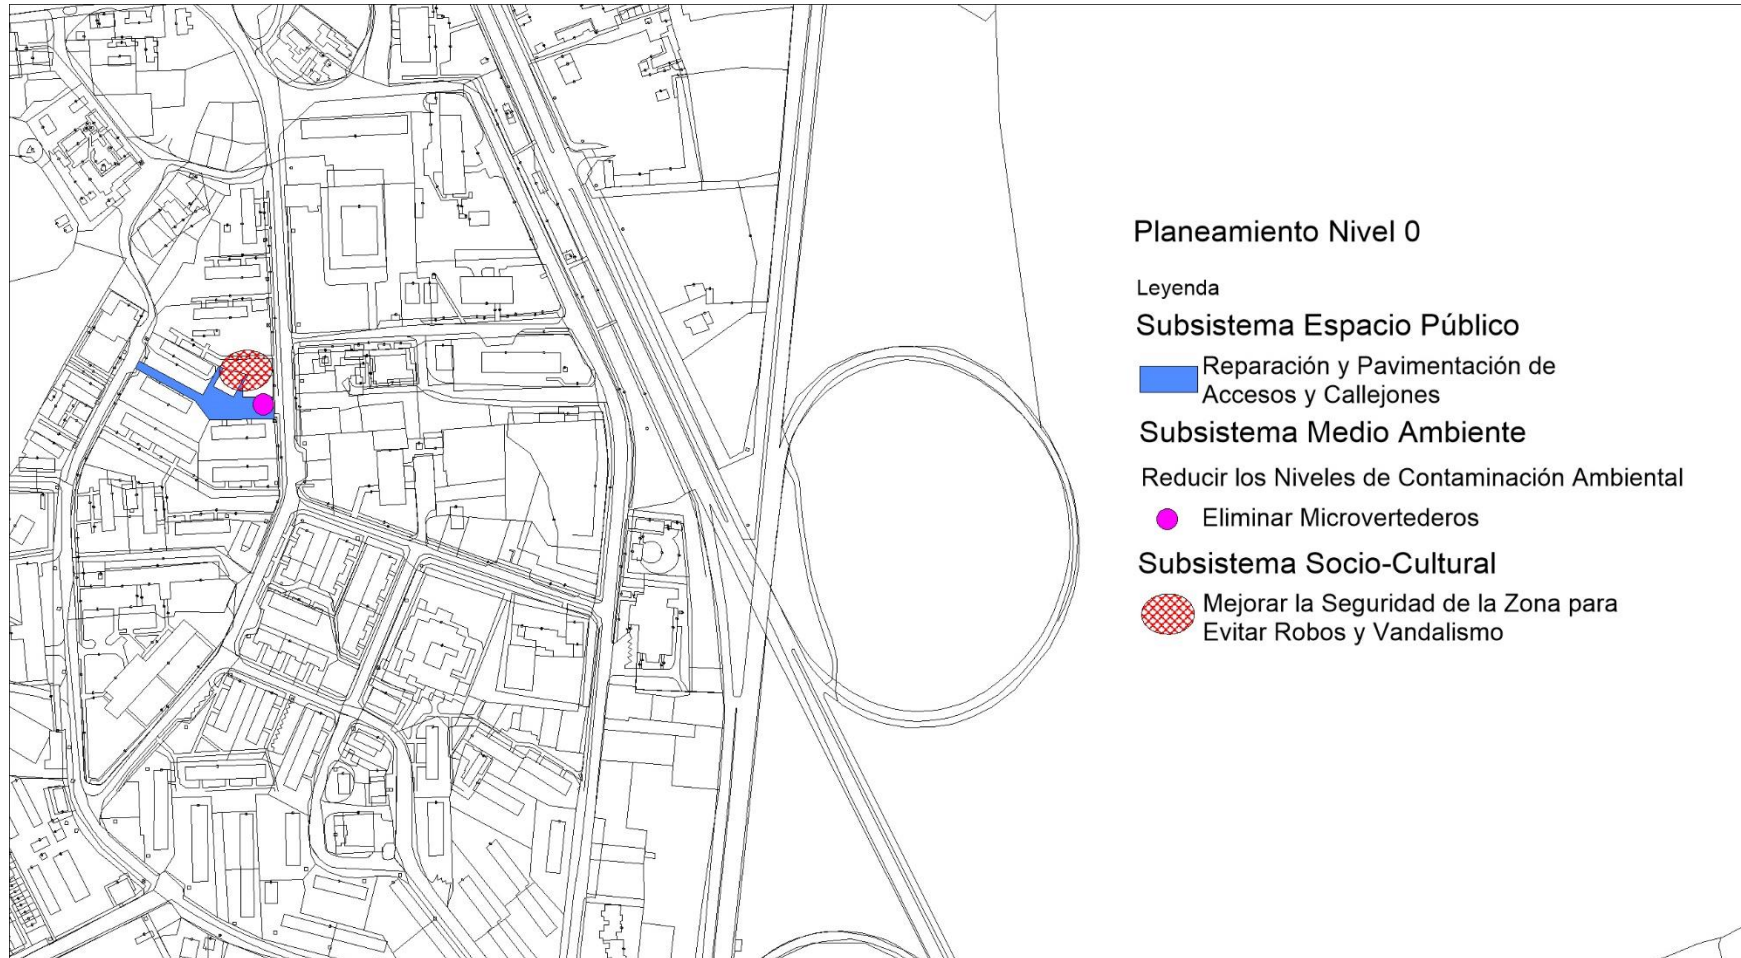 Planeamiento Nivel 0
Leyenda
Subsistema Espacio Público
Reparación y Pavimentación de
Accesos y Callejones
Subsistema Medio Ambiente
Reducir los Niveles de Contaminación Ambiental
Eliminar Microvertederos
Subsistema Socio-Cultural
Mejorar la Seguridad de la Zona para
Evitar Robos y Vandalismo